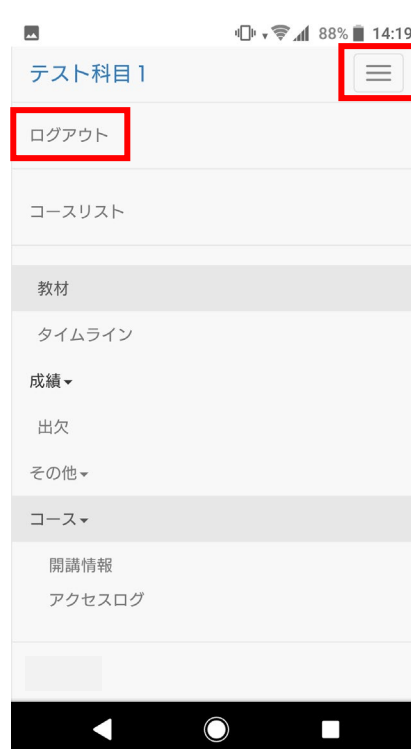 88% 14:19
テスト科目1
ログアウト
コースリスト
教材
タイムライン
成績
出欠
その他
コース
開講情報
アクセスログ